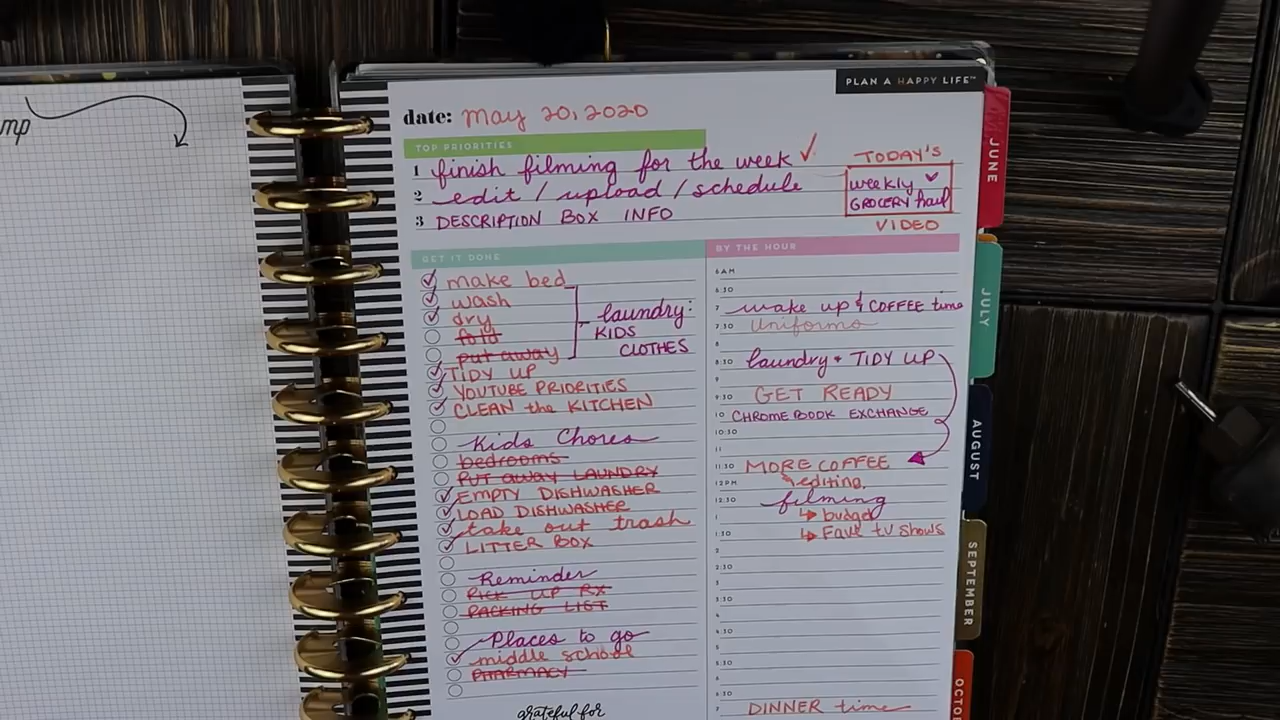 mp
PLAN A HAPPY LIFE™
date: May 20, 2020
TOP PRIORITIES
1 finish filming for the week ✓
2 edit / upload / schedule
3 DESCRIPTION BOX INFO
TODAY'S
weekly ✓
GROCERY haul
VIDEO
GET IT DONE
make bed
wash
dry
fold
put away
laundry:
KIDS
CLOTHES
TIDY UP
YOUTUBE PRIORITIES
CLEAN the KITCHEN
Kids Chores
bedrooms
PUT AWAY LAUNDRY
EMPTY DISHWASHER
LOAD DISHWASHER
take out trash
LITTER BOX
Reminder
PICK UP RX
PACKING LIST
Places to go
middle school
PHARMACY
grateful for
BY THE HOUR
6AM
6:30
7 wake up & COFFEE time
7:30 Uniforms
8
8:30 laundry + TIDY UP
9
9:30 GET READY
10 CHROMEBOOK EXCHANGE
10:30
11
11:30 MORE COFFEE
12PM editing
12:30 filming
1 ↳ budget
1:30 ↳ Fave TV Shows
2
2:30
3
3:30
4
4:30
5
5:30
6
6:30
7 DINNER time
JUNE
JULY
AUGUST
SEPTEMBER
OCTO